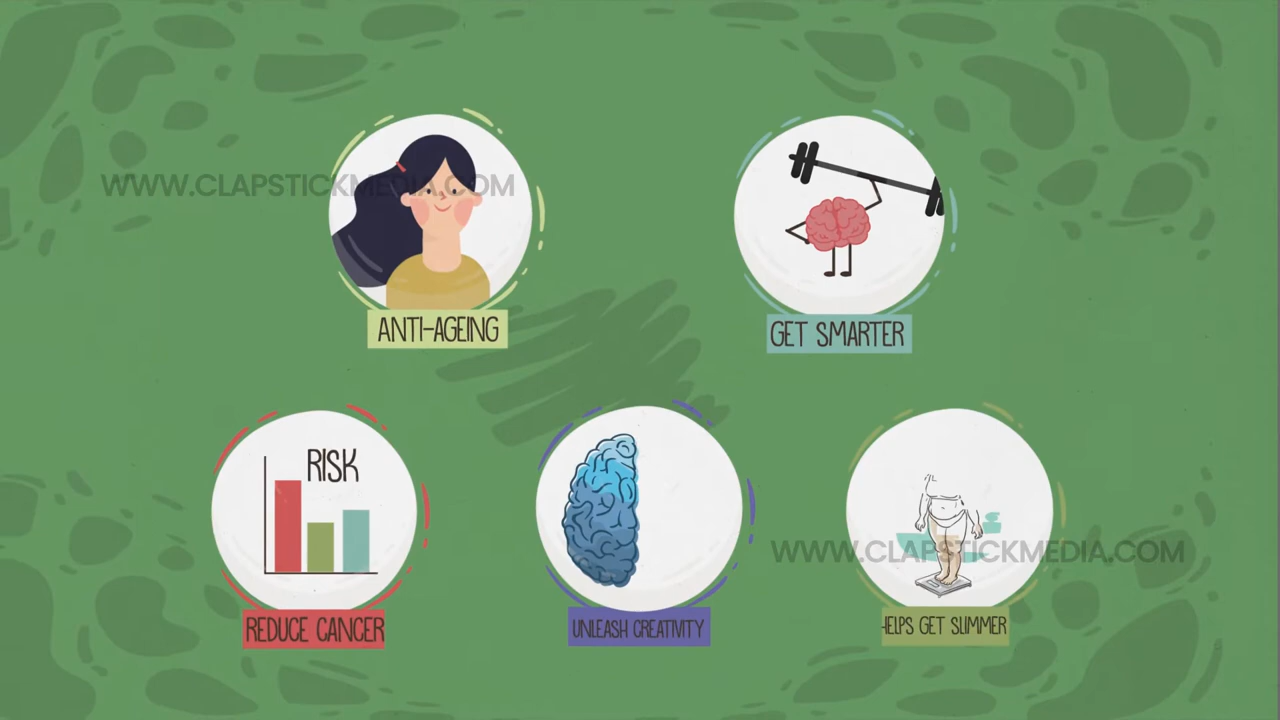 WWW.CLAPSTICKMEDIA.COM
ANTI-AGEING
GET SMARTER
RISK
REDUCE CANCER
UNLEASH CREATIVITY
WWW.CLAPSTICKMEDIA.COM
HELPS GET SLIMMER